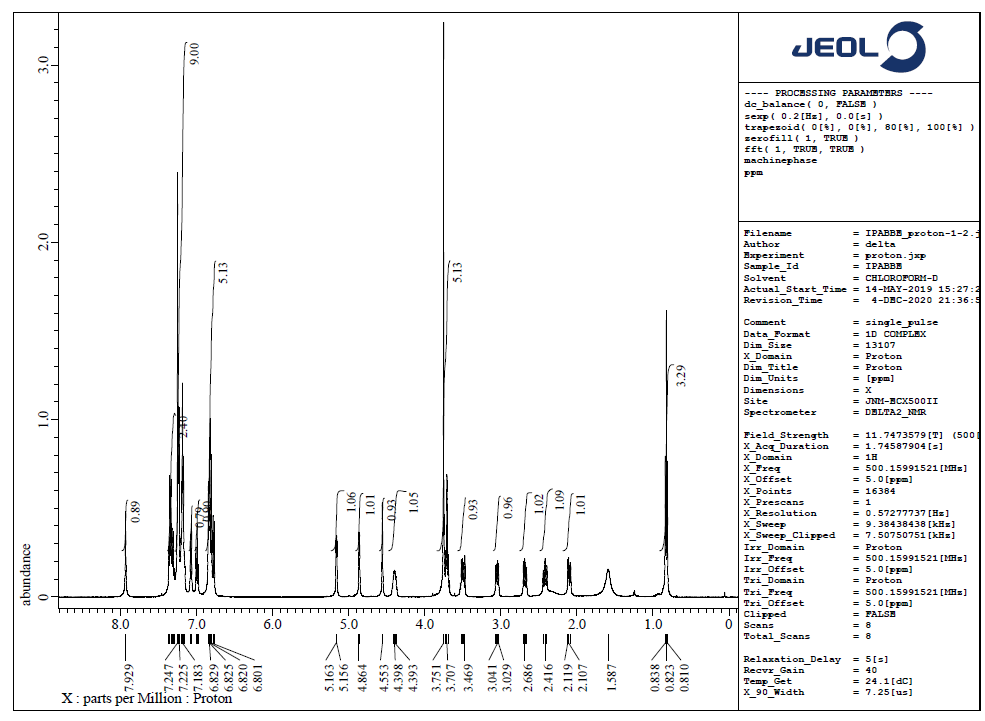 JEOL
---- PROCESSING PARAMETERS ----
dc_balance( 0, FALSE )
sexp( 0.2[Hz], 0.0[s] )
trapezoid( 0[%], 0[%], 80[%], 100[%] )
zerofill( 1, TRUE )
fft( 1, TRUE, TRUE )
machinephase
ppm
Filename = IPABBE_proton-1-2.j
Author = delta
Experiment = proton.jxp
Sample_Id = IPABBE
Solvent = CHLOROFORM-D
Actual_Start_Time = 14-MAY-2019 15:27:2
Revision_Time = 4-DEC-2020 21:36:5
Comment = single_pulse
Data_Format = 1D COMPLEX
Dim_Size = 13107
X_Domain = Proton
Dim_Title = Proton
Dim_Units = [ppm]
Dimensions = X
Site = JNM-ECX500II
Spectrometer = DELTA2_NMR
Field_Strength = 11.7473579[T] (500[
X_Acq_Duration = 1.74587904[s]
X_Domain = 1H
X_Freq = 500.15991521[MHz]
X_Offset = 5.0[ppm]
X_Points = 16384
X_Prescans = 1
X_Resolution = 0.57277737[Hz]
X_Sweep = 9.38438438[kHz]
X_Sweep_Clipped = 7.50750751[kHz]
Irr_Domain = Proton
Irr_Freq = 500.15991521[MHz]
Irr_Offset = 5.0[ppm]
Tri_Domain = Proton
Tri_Freq = 500.15991521[MHz]
Tri_Offset = 5.0[ppm]
Clipped = FALSE
Scans = 8
Total_Scans = 8
Relaxation_Delay = 5[s]
Recvr_Gain = 40
Temp_Get = 24.1[dC]
X_90_Width = 7.25[us]
abundance
3.0
2.0
1.0
0
0.89
2.40
9.00
0.79
5.13
1.06
1.01
0.93
1.05
5.13
0.93
0.96
1.02
1.09
1.01
3.29
8.0 7.0 6.0 5.0 4.0 3.0 2.0 1.0 0
7.929
7.247
7.225
7.183
6.829
6.825
6.820
6.801
5.163
5.156
4.864
4.553
4.398
4.393
3.751
3.707
3.469
3.041
3.029
2.686
2.416
2.119
2.107
1.587
0.838
0.825
0.810
X : parts per Million : Proton